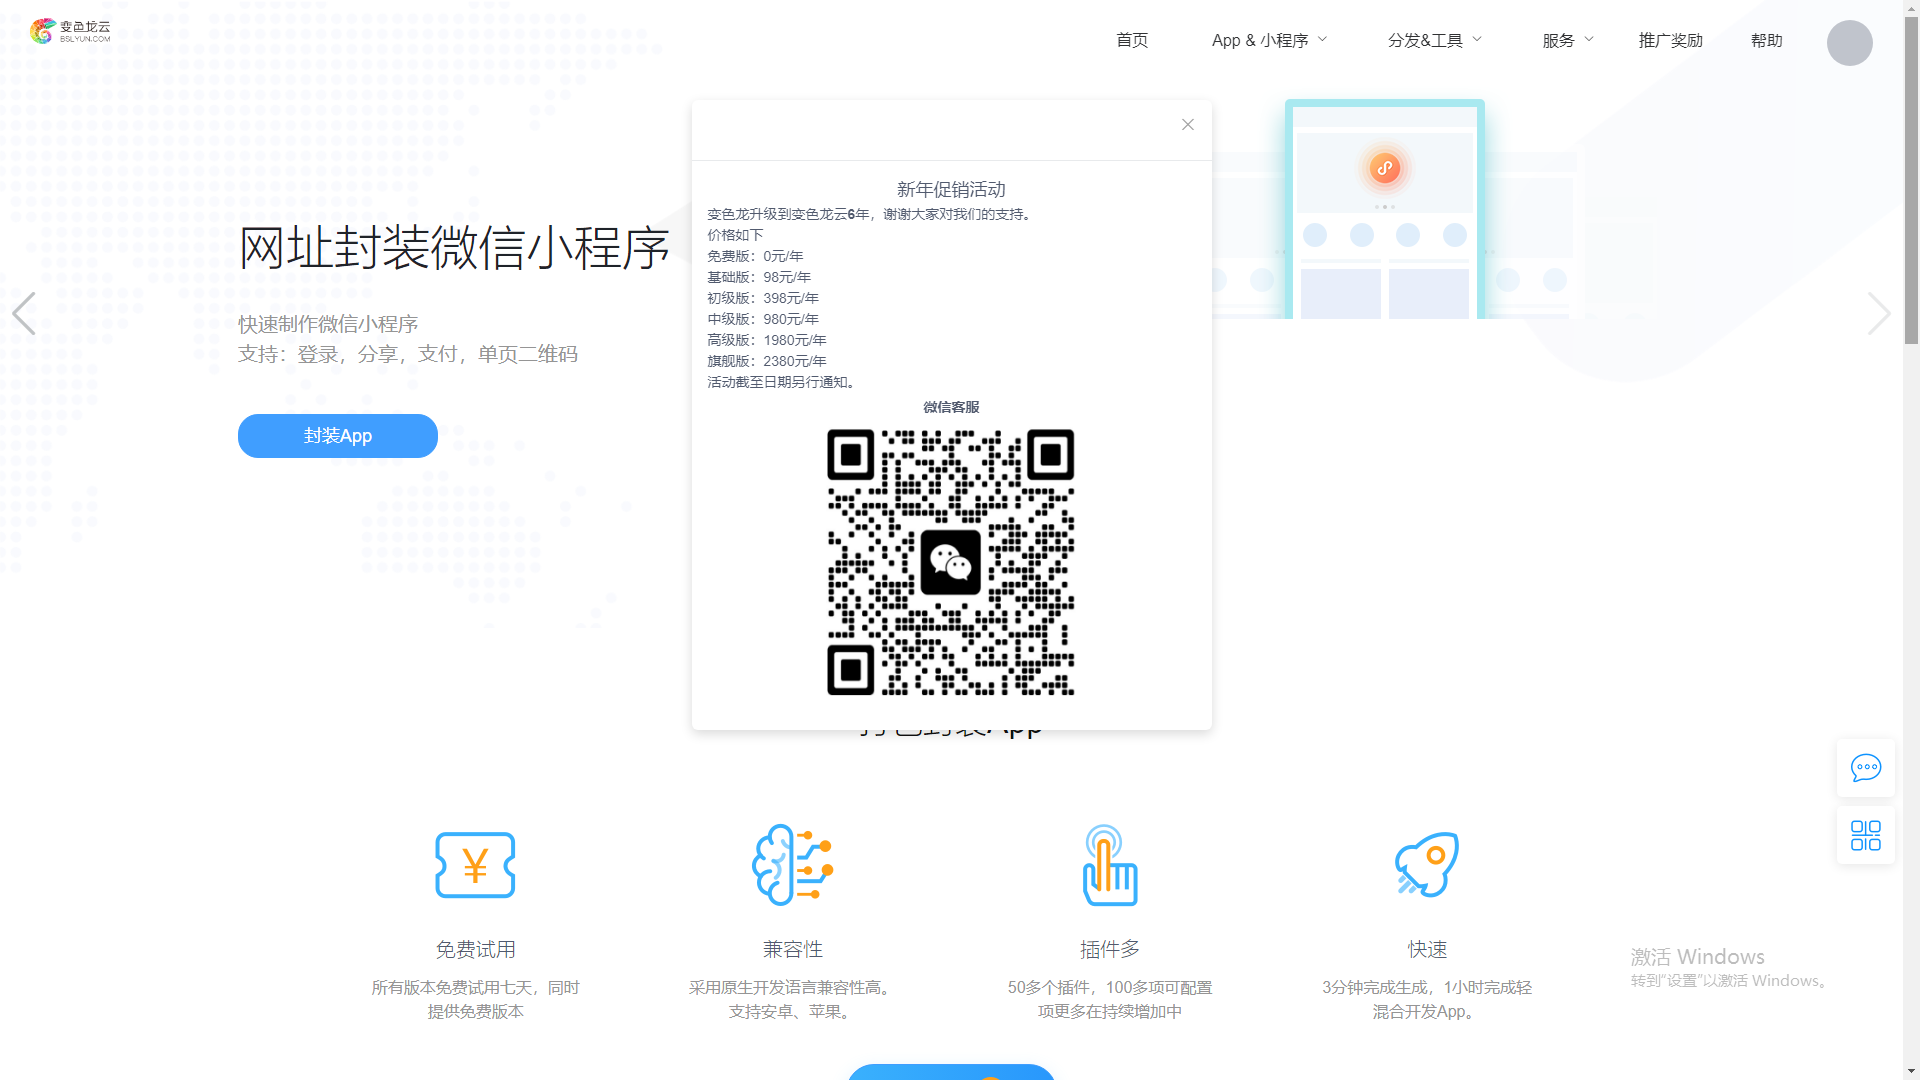 变色龙云
BSLYUN.COM
首页
App & 小程序
分发&工具
服务
推广奖励
帮助
网址封装微信小程序
快速制作微信小程序
支持：登录，分享，支付，单页二维码
封装App
新年促销活动
变色龙升级到变色龙云6年，谢谢大家对我们的支持。
价格如下
免费版：0元/年
基础版：98元/年
初级版：398元/年
中级版：980元/年
高级版：1980元/年
旗舰版：2380元/年
活动截至日期另行通知。
微信客服
封装App
免费试用
所有版本免费试用七天，同时
提供免费版本
兼容性
采用原生开发语言兼容性高。
支持安卓、苹果。
插件多
50多个插件，100多项可配置
项更多在持续增加中
快速
3分钟完成生成，1小时完成轻
混合开发App。
激活 Windows
转到“设置”以激活 Windows。